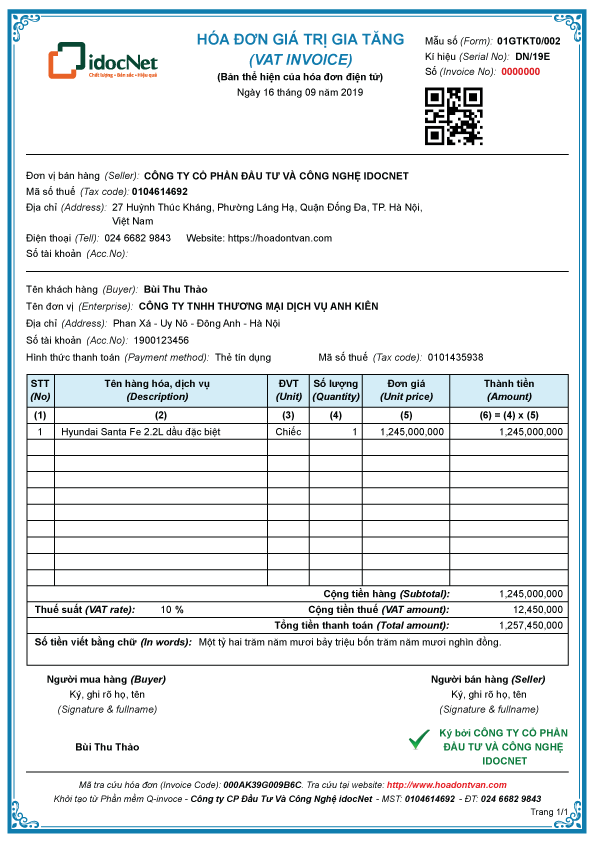 idocNet
Chất lượng • Bản sắc • Hiệu quả
HÓA ĐƠN GIÁ TRỊ GIA TĂNG
(VAT INVOICE)
(Bản thể hiện của hóa đơn điện tử)
Ngày 16 tháng 09 năm 2019
Mẫu số (Form): 01GTKT0/002
Kí hiệu (Serial No): DN/19E
Số (Invoice No): 0000000
Đơn vị bán hàng (Seller): CÔNG TY CỔ PHẦN ĐẦU TƯ VÀ CÔNG NGHỆ IDOCNET
Mã số thuế (Tax code): 0104614692
Địa chỉ (Address): 27 Huỳnh Thúc Kháng, Phường Láng Hạ, Quận Đống Đa, TP. Hà Nội,
Việt Nam
Điện thoại (Tell): 024 6682 9843 Website: https://hoadontvan.com
Số tài khoản (Acc.No):
Tên khách hàng (Buyer): Bùi Thu Thảo
Tên đơn vị (Enterprise): CÔNG TY TNHH THƯƠNG MẠI DỊCH VỤ ANH KIÊN
Địa chỉ (Address): Phan Xá - Uy Nỗ - Đông Anh - Hà Nội
Số tài khoản (Acc.No): 1900123456
Hình thức thanh toán (Payment method): Thẻ tín dụng Mã số thuế (Tax code): 0101435938
STT Tên hàng hóa, dịch vụ ĐVT Số lượng Đơn giá Thành tiền
(No) (Description) (Unit) (Quantity) (Unit price) (Amount)
(1) (2) (3) (4) (5) (6) = (4) x (5)
1 Hyundai Santa Fe 2.2L dầu đặc biệt Chiếc 1 1,245,000,000 1,245,000,000
Cộng tiền hàng (Subtotal): 1,245,000,000
Thuế suất (VAT rate): 10 % Cộng tiền thuế (VAT amount): 12,450,000
Tổng tiền thanh toán (Total amount): 1,257,450,000
Số tiền viết bằng chữ (In words): Một tỷ hai trăm năm mươi bảy triệu bốn trăm năm mươi nghìn đồng.
Người mua hàng (Buyer) Người bán hàng (Seller)
Ký, ghi rõ họ, tên Ký, ghi rõ họ, tên
(Signature & fullname) (Signature & fullname)
Bùi Thu Thảo
Ký bởi CÔNG TY CỔ PHẦN
ĐẦU TƯ VÀ CÔNG NGHỆ
IDOCNET
Mã tra cứu hóa đơn (Invoice Code): 000AK39G009B6C. Tra cứu tại website: http://www.hoadontvan.com
Khởi tạo từ Phần mềm Q-invoce - Công ty CP Đầu Tư Và Công Nghệ idocNet - MST: 0104614692 - ĐT: 024 6682 9843
Trang 1/1